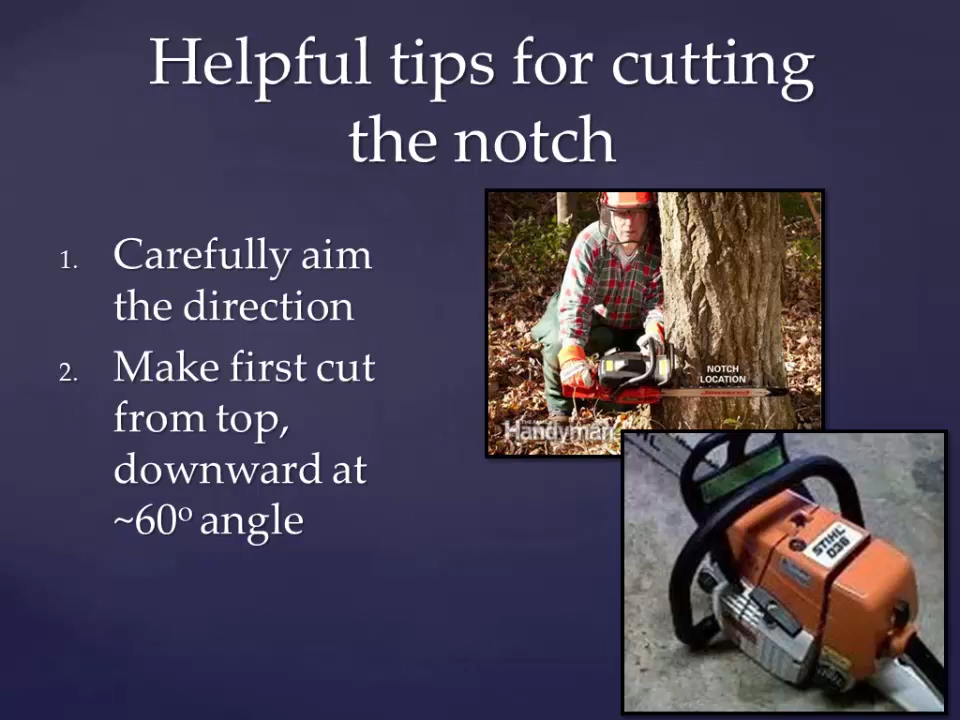 Helpful tips for cutting
the notch
1. Carefully aim
the direction
2. Make first cut
from top,
downward at
~60º angle
NOTCH
LOCATION
Handyman
STIHL
038